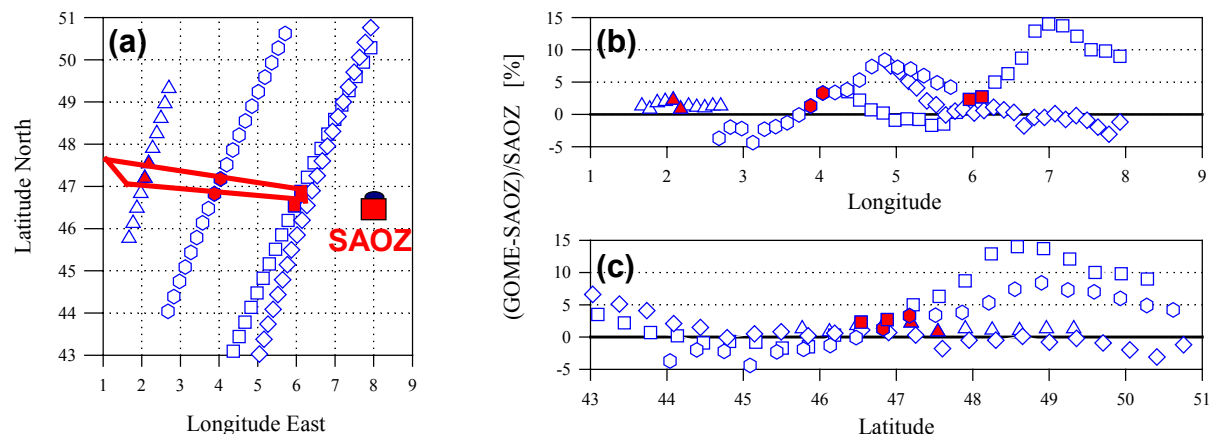 (a)
51
50
49
48
47
46
45
44
43
Latitude North
SAOZ
1 2 3 4 5 6 7 8 9
Longitude East
(GOME-SAOZ)/SAOZ [%]
(b)
15
10
5
0
-5
1 2 3 4 5 6 7 8 9
Longitude
(c)
15
10
5
0
-5
43 44 45 46 47 48 49 50 51
Latitude